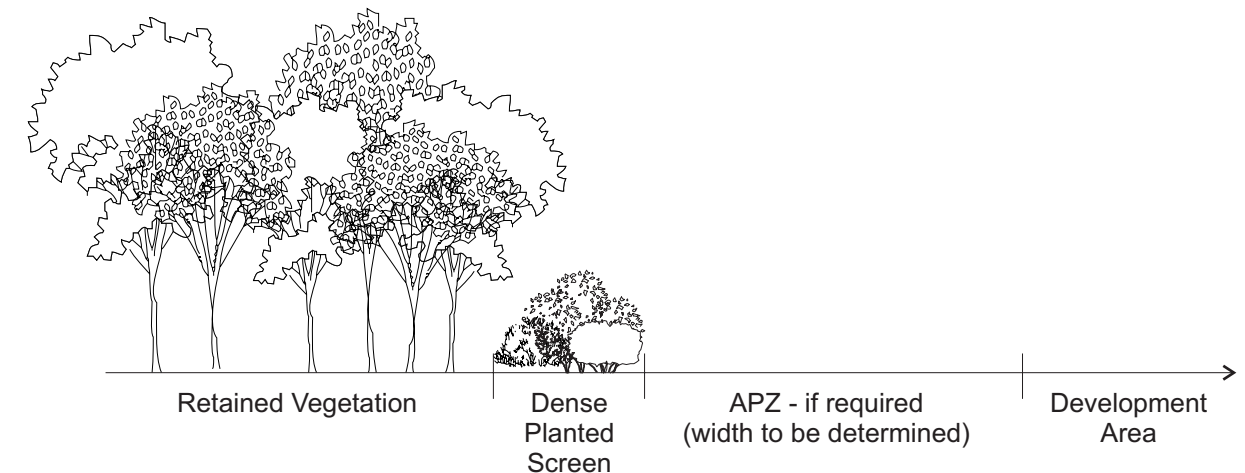 Retained Vegetation
Dense
Planted
Screen
APZ - if required
(width to be determined)
Development
Area